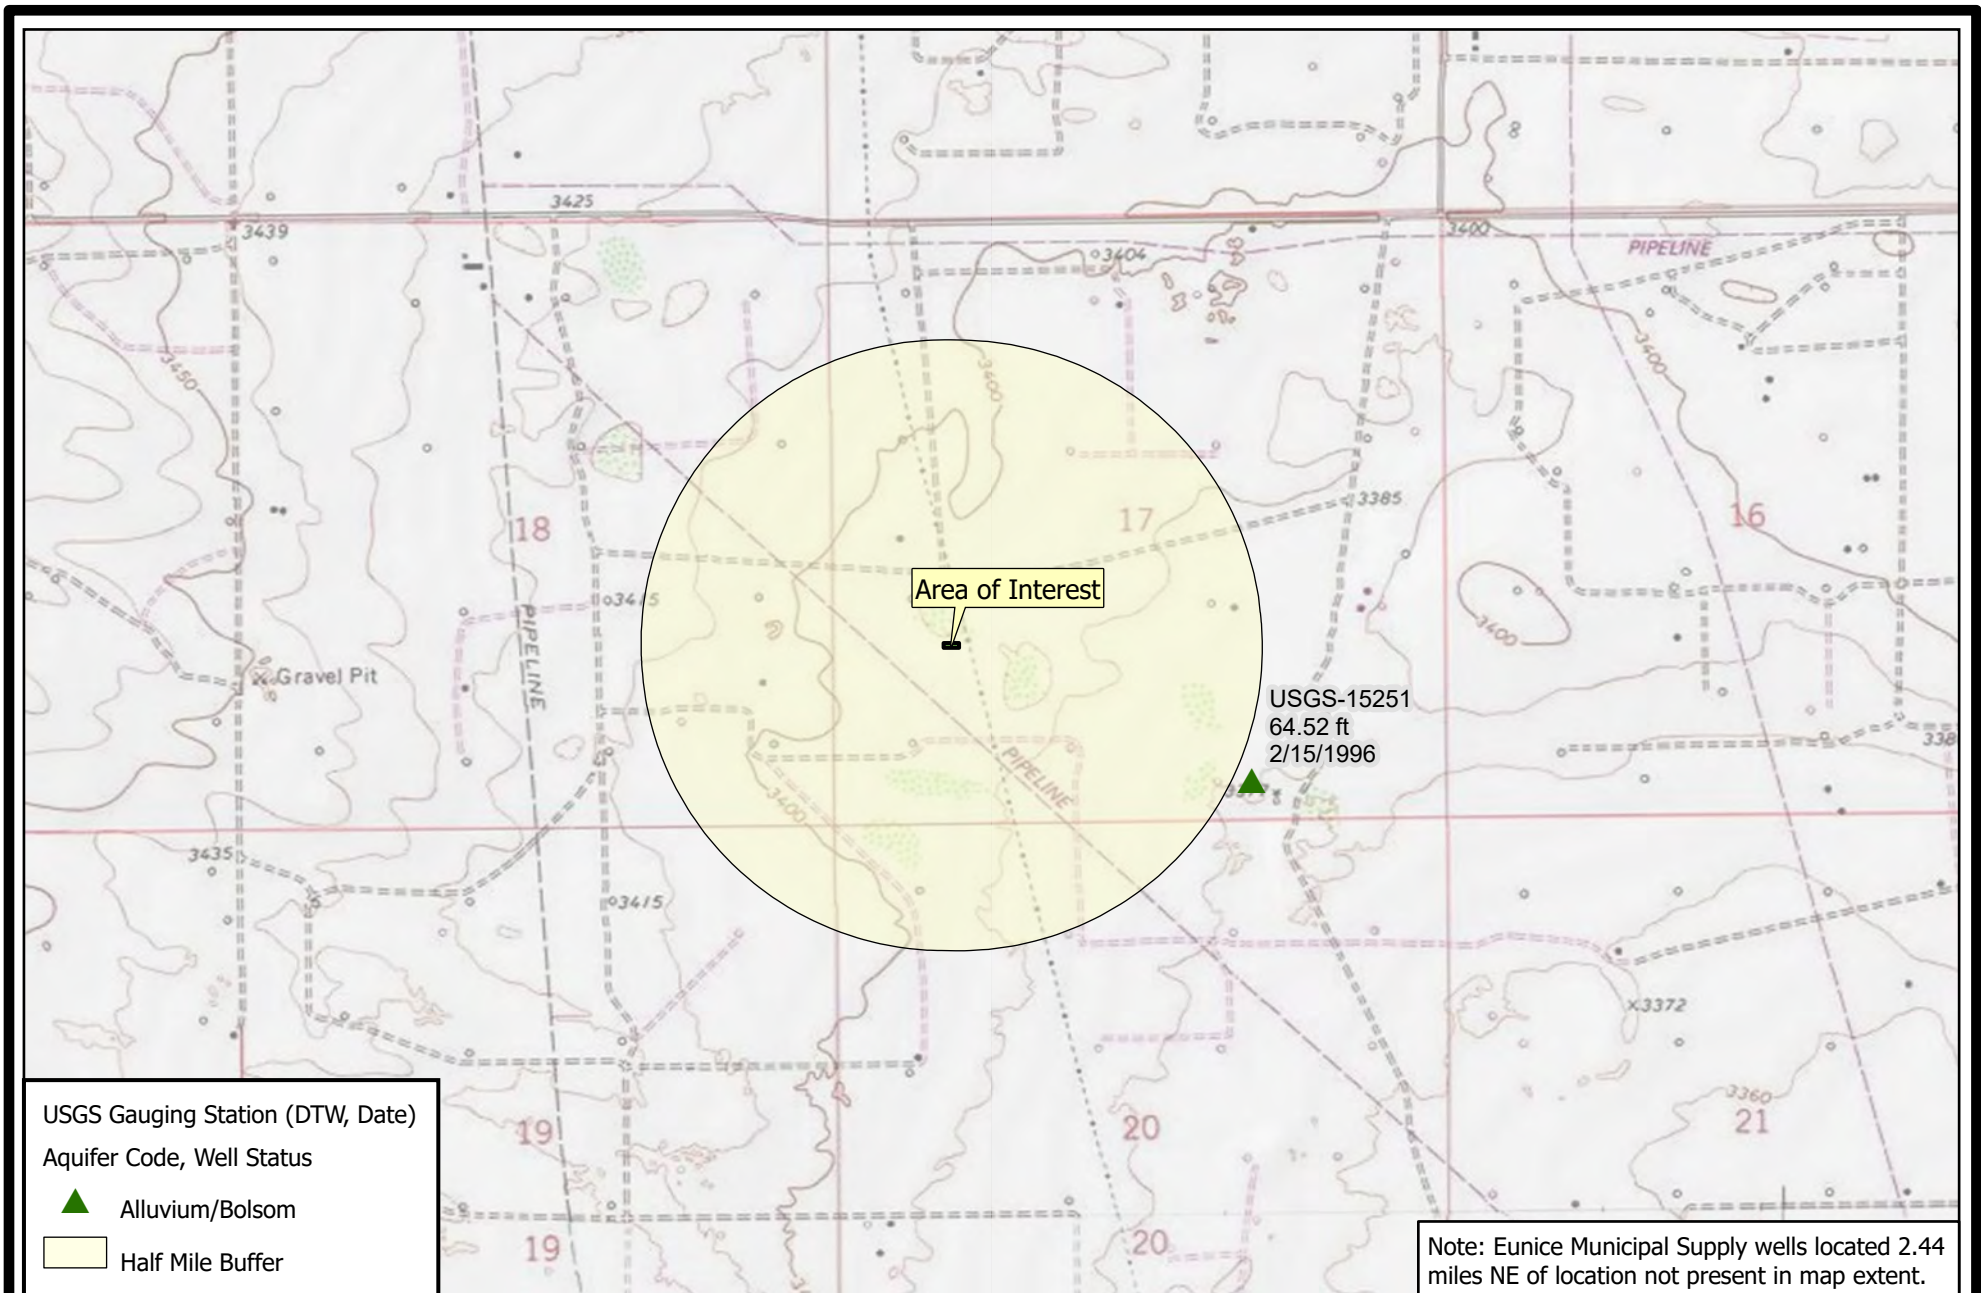 3425
3439
3404
3400
PIPELINE
3450
3400
3400
18
17
3385
16
Area of Interest
3415
3400
PIPELINE
Gravel Pit
USGS-15251
64.52 ft
2/15/1996
PIPELINE
3400
3435
3415
3372
3360
19
20
21
19
20
USGS Gauging Station (DTW, Date)
Aquifer Code, Well Status
Alluvium/Bolsom
Half Mile Buffer
Note: Eunice Municipal Supply wells located 2.44
miles NE of location not present in map extent.